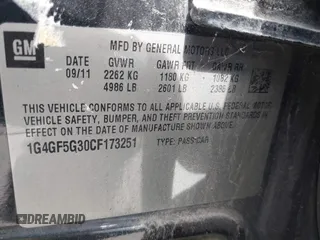 GM
MFD BY GENERAL MOTORS LLC
DATE GVWR GAWR FRT GAWR RR
09/11 2262 KG 1180 KG 1082 KG
4986 LB 2601 LB 2386 LB
THIS VEHICLE CONFORMS TO ALL APPLICABLE U.S. FEDERAL MOTOR
VEHICLE SAFETY, BUMPER, AND THEFT PREVENTION STANDARDS
IN EFFECT ON THE DATE OF MANUFACTURE SHOWN ABOVE.
1G4GF5G30CF173251 TYPE: PASS CAR
1DREAMBID